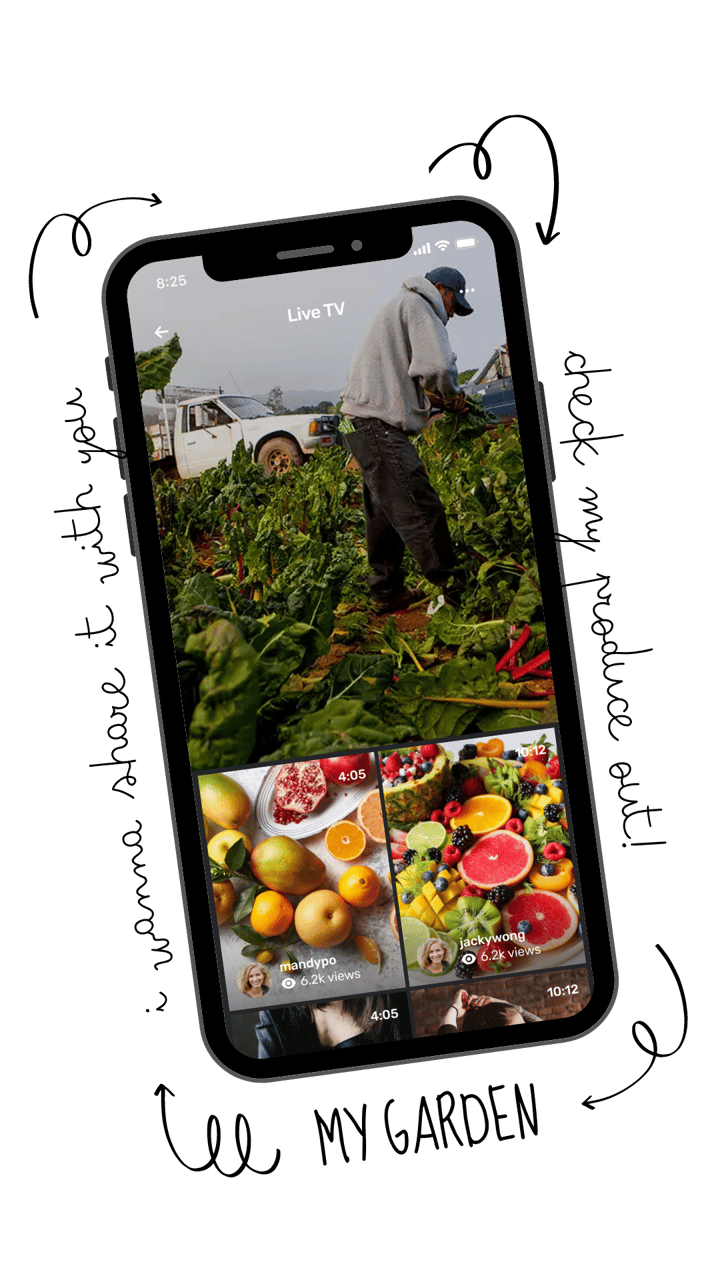 8:25
Live TV
i wanna share it with you
check my produce out!
4:05
10:12
mandypo
6.2k views
jackywong
6.2k views
4:05
10:12
MY GARDEN